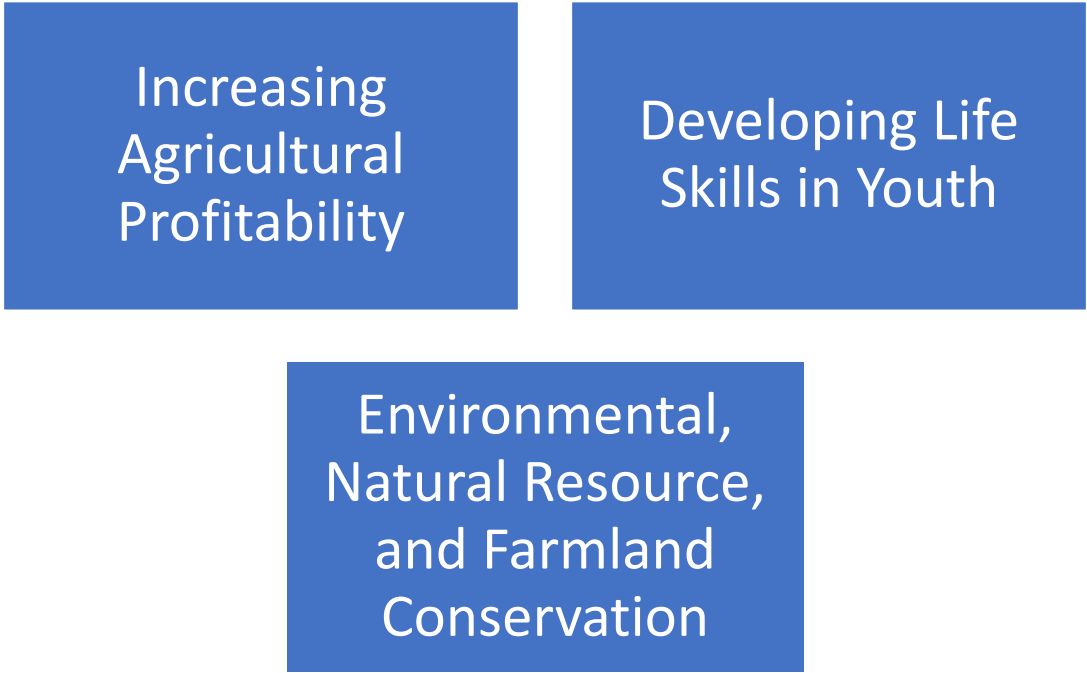 Increasing
Agricultural
Profitability
Developing Life
Skills in Youth
Environmental,
Natural Resource,
and Farmland
Conservation